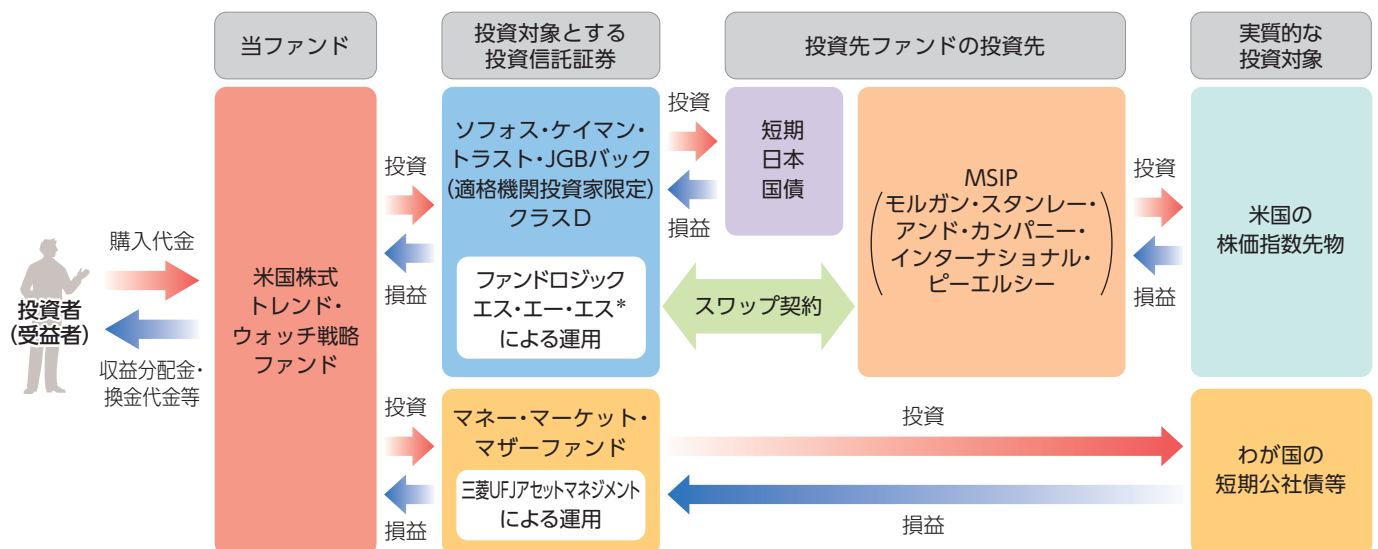 当ファンド
投資対象とする
投資信託証券
投資先ファンドの投資先
実質的な
投資対象
投資者
(受益者)
購入代金
収益分配金・
換金代金等
米国株式
トレンド・
ウォッチ戦略
ファンド
投資
損益
ソフォス・ケイマン・
トラスト・JGBバック
(適格機関投資家限定)
クラスD
ファンドロジック
エス・エー・エス*
による運用
投資
損益
短期
日本
国債
スワップ契約
MSIP
(モルガン・スタンレー・
アンド・カンパニー・
インターナショナル・
ピーエルシー)
投資
損益
米国の
株価指数先物
投資
損益
マネー・マーケット・
マザーファンド
三菱UFJアセットマネジメント
による運用
投資
損益
わが国の
短期公社債等